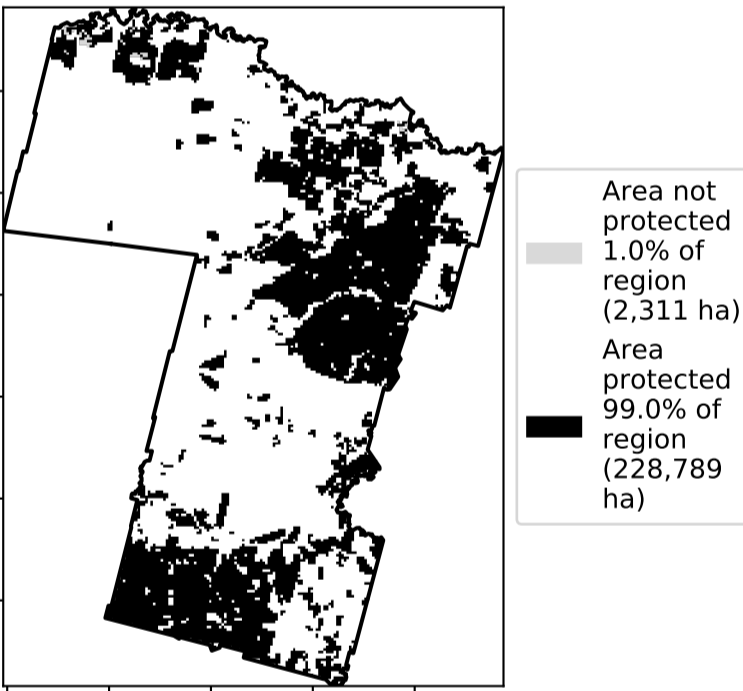 Area not
protected
1.0% of
region
(2,311 ha)
Area
protected
99.0% of
region
(228,789
ha)